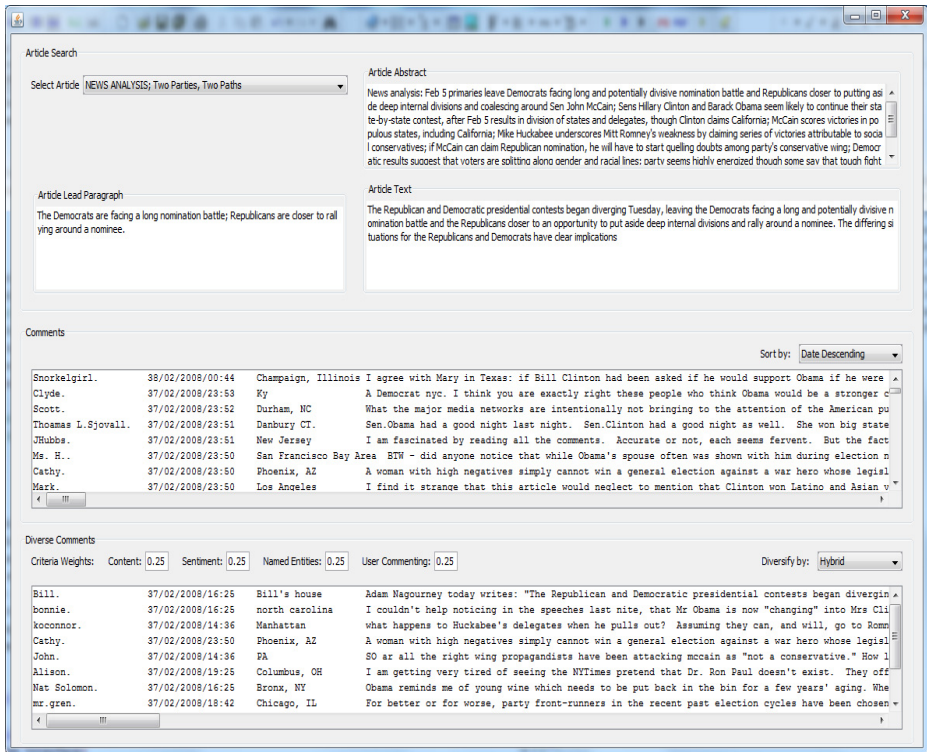 Article Search
Select Article NEWS ANALYSIS; Two Parties, Two Paths
Article Abstract
News analysis: Feb 5 primaries leave Democrats facing long and potentially divisive nomination battle and Republicans closer to putting asi
de deep internal divisions and coalescing around Sen John McCain; Sens Hillary Clinton and Barack Obama seem likely to continue their sta
te-by-state contest, after Feb 5 results in division of states and delegates, though Clinton claims California; McCain scores victories in po
pulous states, including California; Mike Huckabee underscores Mitt Romney's weakness by claiming series of victories attributable to socia
l conservatives; if McCain can claim Republican nomination, he will have to start quelling doubts among party's conservative wing; Democr
atic results suggest that voters are splitting along gender and racial lines; party seems highly energized though some say that tough fight
Article Lead Paragraph
The Democrats are facing a long nomination battle; Republicans are closer to rall
ying around a nominee.
Article Text
The Republican and Democratic presidential contests began diverging Tuesday, leaving the Democrats facing a long and potentially divisive n
omination battle and the Republicans closer to an opportunity to put aside deep internal divisions and rally around a nominee. The differing si
tuations for the Republicans and Democrats have clear implications
Comments
Sort by: Date Descending
Snorkelgirl. 38/02/2008/00:44 Champaign, Illinois I agree with Mary in Texas: if Bill Clinton had been asked if he would support Obama if he were
Clyde. 37/02/2008/23:53 Ky A Democrat nyc. I think you are exactly right these people who think Obama would be a stronger c
Scott. 37/02/2008/23:52 Durham, NC What the major media networks are intentionally not bringing to the attention of the American pu
Thoamas L.Sjovall. 37/02/2008/23:51 Danbury CT. Sen.Obama had a good night last night. Sen.Clinton had a good night as well. She won big state
JHubbs. 37/02/2008/23:51 New Jersey I am fascinated by reading all the comments. Accurate or not, each seems fervent. But the fact
Ms. H.. 37/02/2008/23:50 San Francisco Bay Area BTW - did anyone notice that while Obama's spouse often was shown with him during election n
Cathy. 37/02/2008/23:50 Phoenix, AZ A woman with high negatives simply cannot win a general election against a war hero whose legisl
Mark. 37/02/2008/23:50 Los Angeles I find it strange that this article would neglect to mention that Clinton won Latino and Asian v
Diverse Comments
Criteria Weights: Content: 0.25 Sentiment: 0.25 Named Entities: 0.25 User Commenting: 0.25 Diversify by: Hybrid
Bill. 37/02/2008/16:25 Bill's house Adam Nagourney today writes: "The Republican and Democratic presidential contests began divergin
bonnie. 37/02/2008/16:25 north carolina I couldn't help noticing in the speeches last nite, that Mr Obama is now "changing" into Mrs Cli
koconnor. 37/02/2008/14:36 Manhattan what happens to Huckabee's delegates when he pulls out? Assuming they can, and will, go to Romn
Cathy. 37/02/2008/23:50 Phoenix, AZ A woman with high negatives simply cannot win a general election against a war hero whose legisl
John. 37/02/2008/14:36 PA SO ar all the right wing propagandists have been attacking mccain as "not a conservative." How l
Alison. 37/02/2008/19:25 Columbus, OH I am getting very tired of seeing the NYTimes pretend that Dr. Ron Paul doesn't exist. They off
Nat Solomon. 37/02/2008/16:25 Bronx, NY Obama reminds me of young wine which needs to be put back in the bin for a few years' aging. Whe
mr.gren. 37/02/2008/18:42 Chicago, IL For better or for worse, party front-runners in the recent past election cycles have been chosen